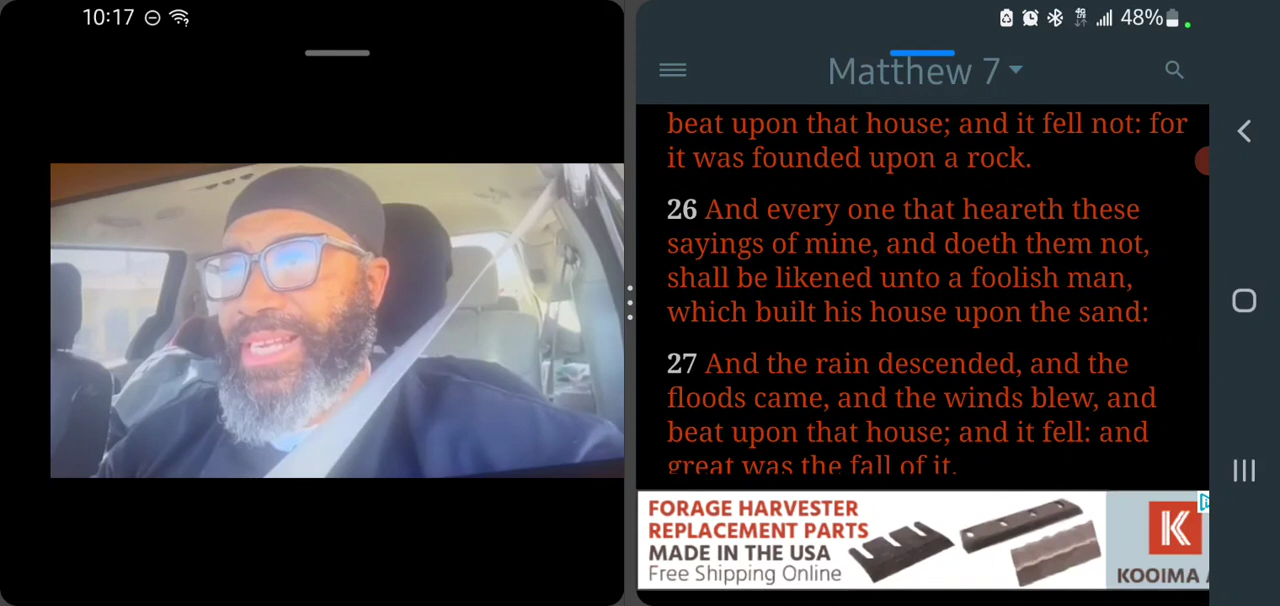 10:17
48%
Matthew 7
beat upon that house; and it fell not: for
it was founded upon a rock.
26 And every one that heareth these
sayings of mine, and doeth them not,
shall be likened unto a foolish man,
which built his house upon the sand:
27 And the rain descended, and the
floods came, and the winds blew, and
beat upon that house; and it fell: and
great was the fall of it.
FORAGE HARVESTER
REPLACEMENT PARTS
MADE IN THE USA
Free Shipping Online
K
KOOIMA